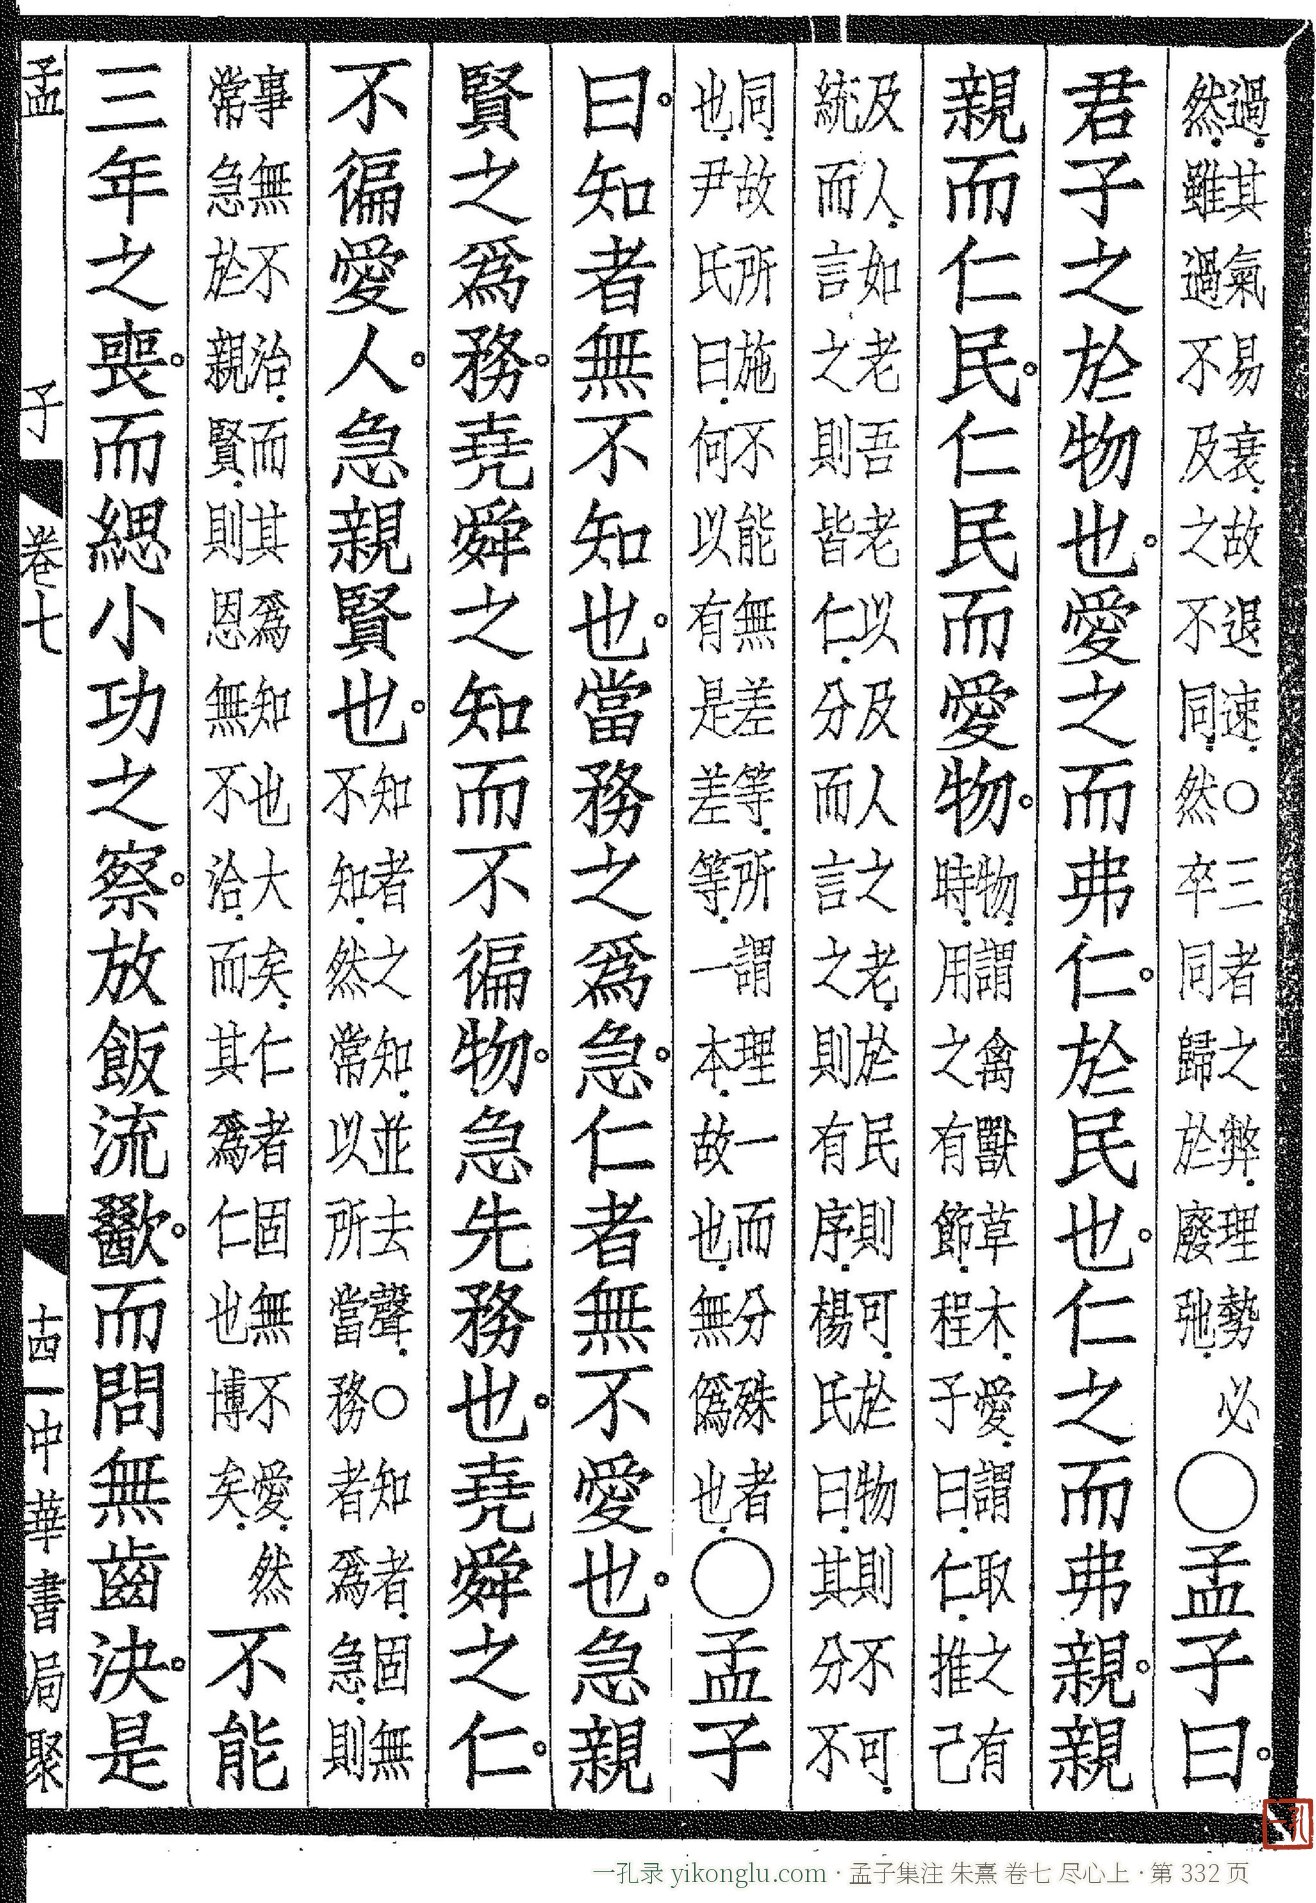 過。其氣易衰。故退速。○三者之弊。理勢必
然。雖過不及之不同。然卒同歸於廢弛。
○孟子曰。
君子之於物也。愛之而弗仁。於民也。仁之而弗親。親
親而仁民。仁民而愛物。
物。謂禽獸草木。愛。謂取之有
時。用之有節。程子曰。仁。推己
及人。如老吾老以及人之老。於民則可。於物則不可。
統而言之則皆仁。分而言之則有序。楊氏曰。其分不
同。故所施不能無差等。所謂理一而分殊者
也。尹氏曰何以有是差等。一本。故也。無僞也。
○孟子
曰。知者無不知也。當務之爲急。仁者無不愛也。急親
賢之爲務。堯舜之知而不徧物。急先務也。堯舜之仁。
不徧愛人。急親賢也。
知者之知。並去聲。○知者。固無
不知。然常以所當務者爲急。則
事無不治。而其爲知也大矣。仁者固無不愛。然
常急於親賢。則恩無不洽。而其爲仁也博矣。
不能
三年之喪。而緦小功之察。放飯流歠。而問無齒決。是
孟子 卷七 十四 中華書局聚
孔
一孔录 yikonglu.com · 孟子集注 朱熹 卷七 尽心上 · 第 332 页